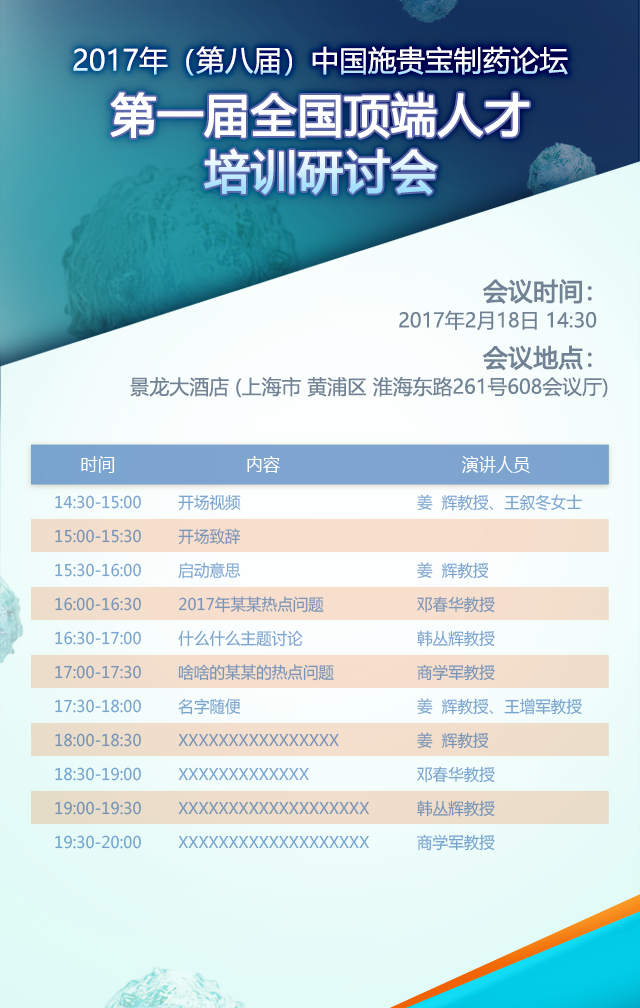 2017年（第八届）中国施贵宝制药论坛
第一届全国顶端人才
培训研讨会
会议时间：
2017年2月18日 14:30
会议地点：
景龙大酒店 (上海市 黄浦区 淮海东路261号608会议厅)
时间 内容 演讲人员
14:30-15:00 开场视频 姜 辉教授、王叙冬女士
15:00-15:30 开场致辞
15:30-16:00 启动意思 姜 辉教授
16:00-16:30 2017年某某热点问题 邓春华教授
16:30-17:00 什么什么主题讨论 韩丛辉教授
17:00-17:30 啥啥的某某的热点问题 商学军教授
17:30-18:00 名字随便 姜 辉教授、王增军教授
18:00-18:30 XXXXXXXXXXXXXXXX 姜 辉教授
18:30-19:00 XXXXXXXXXXXXX 邓春华教授
19:00-19:30 XXXXXXXXXXXXXXXXXXX 韩丛辉教授
19:30-20:00 XXXXXXXXXXXXXXXXXXX 商学军教授